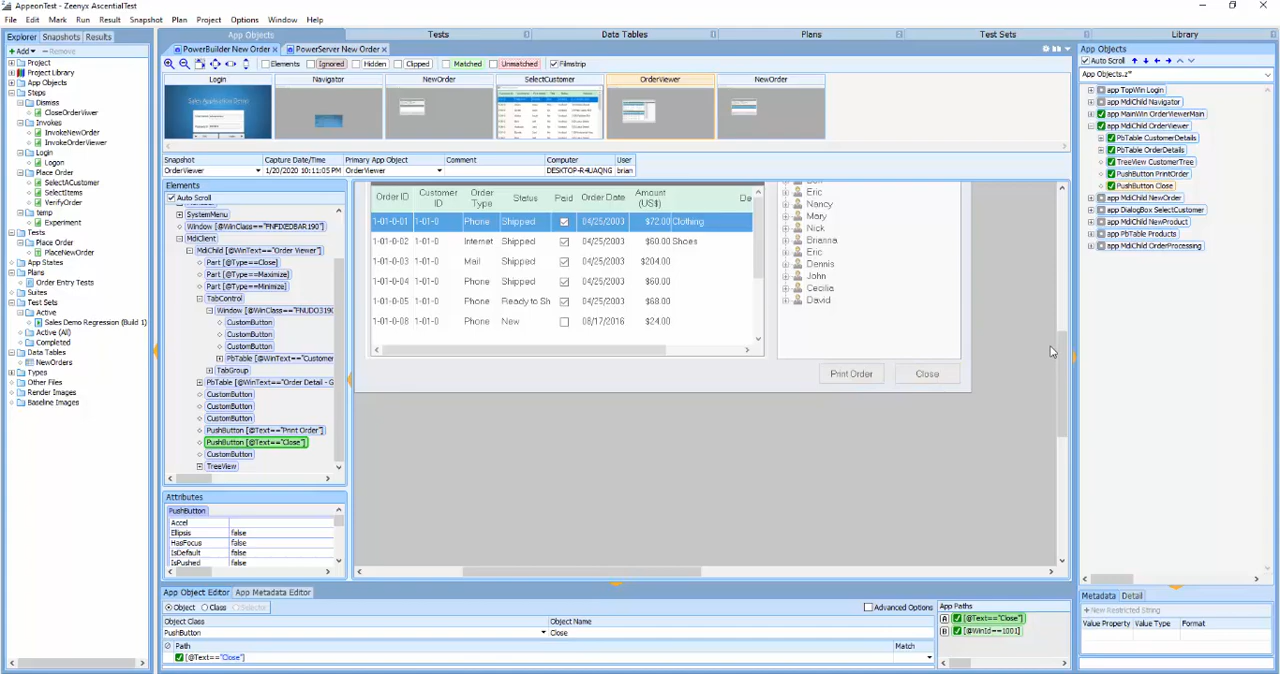 AppeonTest - Zeenyx AscentialTest
File Edit Mark Run Result Snapshot Plan Project Options Window Help
Explorer Snapshots Results
Add Remove
Project
Project Library
App Objects
Steps
Dismiss
CloseOrderViwer
Invokes
InvokeNewOrder
InvokeOrderViewer
Login
Logon
Place Order
SelectACustomer
SelectItems
VerifyOrder
temp
Experiment
Tests
Place Order
PlaceNewOrder
App States
Plans
Order Entry Tests
Suites
Test Sets
Active
Sales Demo Regression (Build 1)
Active (All)
Completed
Data Tables
NewOrders
Types
Other Files
Render Images
Baseline Images
App Objects Tests Data Tables Plans Test Sets Library
PowerBuilder New Order PowerServer New Order
Elements Ignored Hidden Clipped Matched Unmatched Filmstrip
Login Navigator NewOrder SelectCustomer OrderViewer NewOrder
Snapshot Capture Date/Time Primary App Object Comment Computer User
OrderViewer 1/20/2020 10:11:05 PM OrderViewer DESKTOP-R4UAQNG brian
Elements
Auto Scroll
SystemMenu
Window [@WinClass=="FNFIXEDBAR190"]
MdiClient
MdiChild [@WinText=="Order Viewer"]
Part [@Type==Close]
Part [@Type==Maximize]
Part [@Type==Minimize]
TabControl
Window [@WinClass=="FNUDO3190
CustomButton
CustomButton
CustomButton
PbTable [@WinText=="Customer
TabGroup
PbTable [@WinText=="Order Detail - G
CustomButton
CustomButton
CustomButton
PushButton [@Text=="Print Order"]
PushButton [@Text=="Close"]
CustomButton
TreeView
Attributes
PushButton
Accel
Ellipsis false
HasFocus false
IsDefault false
IsPushed false
Order ID Customer ID Order Type Status Paid Order Date Amount (US$) De
1-01-0-01 1-01-0 Phone Shipped 04/25/2003 $72.00 Clothing
1-01-0-02 1-01-0 Internet Shipped 04/25/2003 $60.00 Shoes
1-01-0-03 1-01-0 Mail Shipped 04/25/2003 $204.00
1-01-0-04 1-01-0 Phone Shipped 04/25/2003 $60.00
1-01-0-05 1-01-0 Phone Ready to Sh 04/25/2003 $68.00
1-01-0-08 1-01-0 Phone New 08/17/2016 $24.00
Eric
Nancy
Mary
Nick
Brianna
Eric
Dennis
John
Cecilia
David
Print Order Close
App Object Editor App Metadata Editor
Object Class Selector Advanced Options
Object Class Object Name
PushButton Close
Path Match
[@Text=="Close"]
App Paths
A [@Text=="Close"]
B [@WinId==1001]
App Objects
Auto Scroll
App Objects.z*
app TopWin Login
app MdiChild Navigator
app MainWin OrderViewerMain
app MdiChild OrderViewer
PbTable CustomerDetails
PbTable OrderDetails
TreeView CustomerTree
PushButton PrintOrder
PushButton Close
app MdiChild NewOrder
app DialogBox SelectCustomer
app MdiChild NewProduct
app PbTable Products
app MdiChild OrderProcessing
Metadata Detail
New Restricted String
Value Property Value Type Format